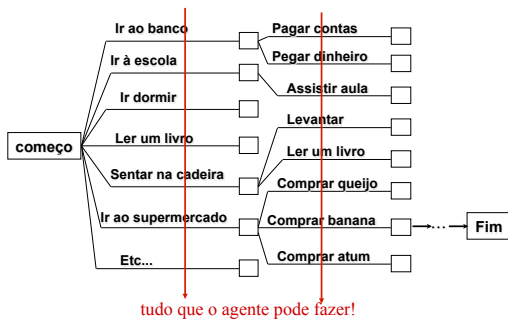 Ir ao banco
Pagar contas
Pegar dinheiro
Ir à escola
Assistir aula
Ir dormir
Levantar
começo
Ler um livro
Ler um livro
Sentar na cadeira
Comprar queijo
Ir ao supermercado
Comprar banana
...
Fim
Etc...
Comprar atum
tudo que o agente pode fazer!